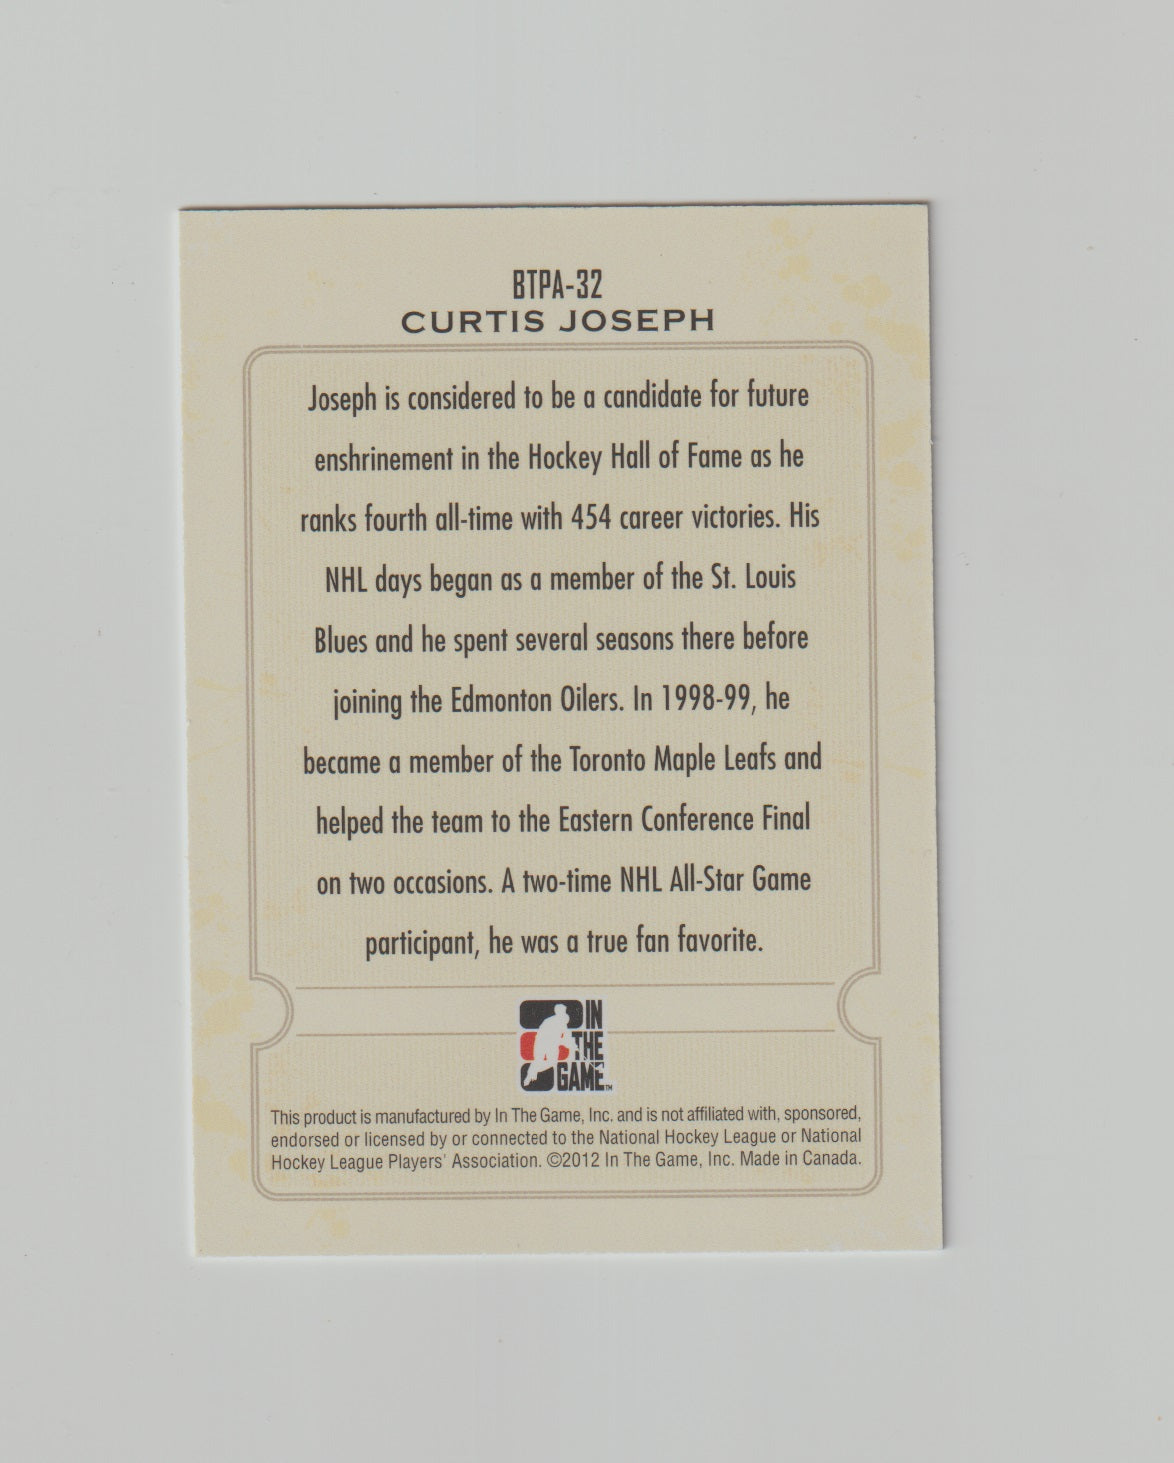 BTPA-32
CURTIS JOSEPH
Joseph is considered to be a candidate for future
enshrinement in the Hockey Hall of Fame as he
ranks fourth all-time with 454 career victories. His
NHL days began as a member of the St. Louis
Blues and he spent several seasons there before
joining the Edmonton Oilers. In 1998-99, he
became a member of the Toronto Maple Leafs and
helped the team to the Eastern Conference Final
on two occasions. A two-time NHL All-Star Game
participant, he was a true fan favorite.
IN
THE
GAME™
This product is manufactured by In The Game, Inc. and is not affiliated with, sponsored,
endorsed or licensed by or connected to the National Hockey League or National
Hockey League Players' Association. ©2012 In The Game, Inc. Made in Canada.